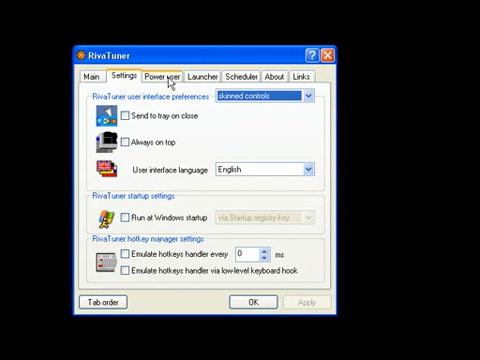 RivaTuner
Main Settings Power user Launcher Scheduler About Links
RivaTuner user interface preferences skinned controls
Send to tray on close
Always on top
User interface language English
RivaTuner startup settings
Run at Windows startup via Startup registry key
RivaTuner hotkey manager settings
Emulate hotkeys handler every 0 ms
Emulate hotkeys handler via low-level keyboard hook
Tab order OK Apply